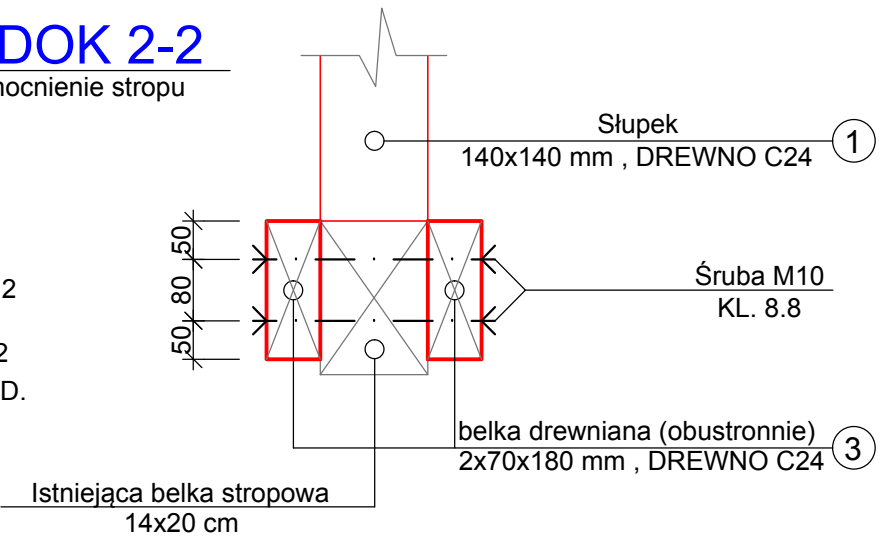 DOK 2-2
nocnienie stropu
Słupek
140x140 mm , DREWNO C24
1
50
80
50
2
2
D.
Śruba M10
KL. 8.8
belka drewniana (obustronnie)
2x70x180 mm , DREWNO C24
3
Istniejąca belka stropowa
14x20 cm